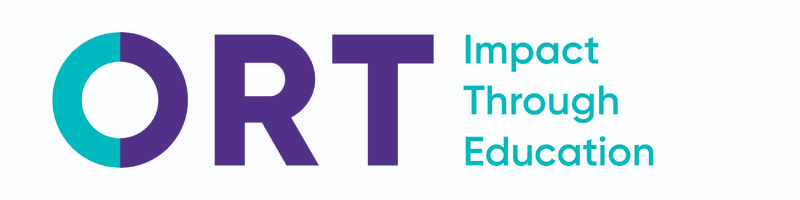 ORT
Impact
Through
Education